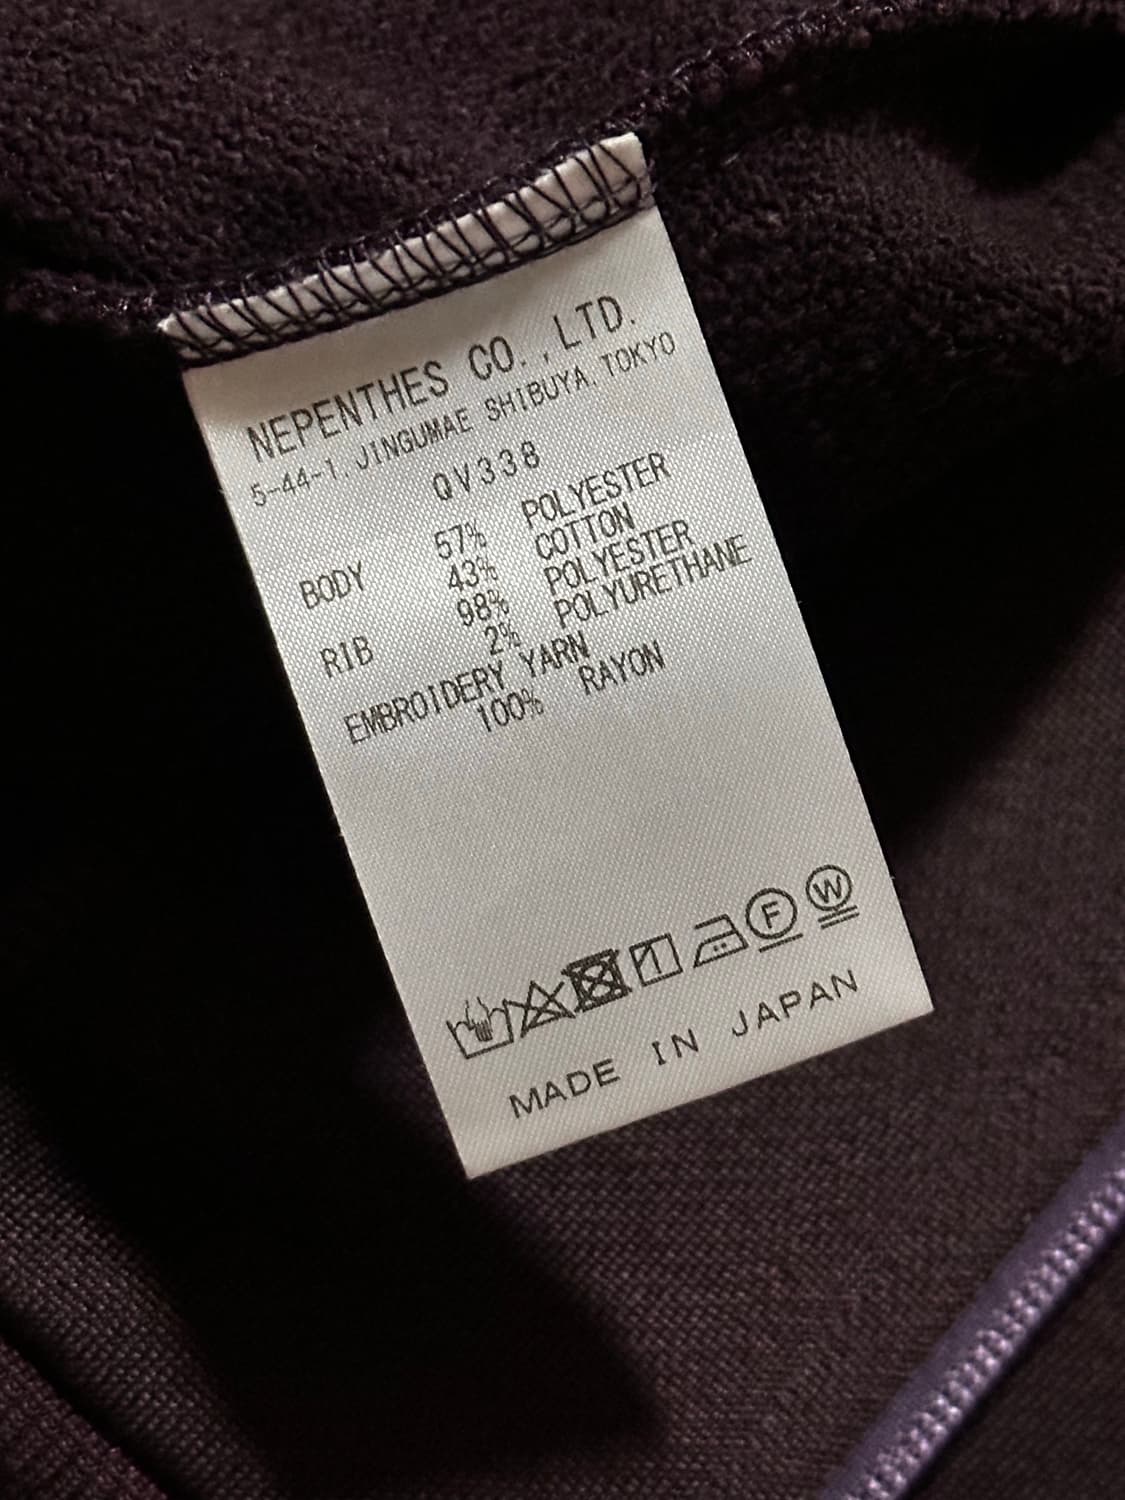 NEPENTHES CO.,LTD.
5-44-1,JINGUMAE SHIBUYA,TOKYO
QV338
BODY 57% POLYESTER
43% COTTON
RIB 98% POLYESTER
2% POLYURETHANE
EMBROIDERY YARN
100% RAYON
F W
MADE IN JAPAN